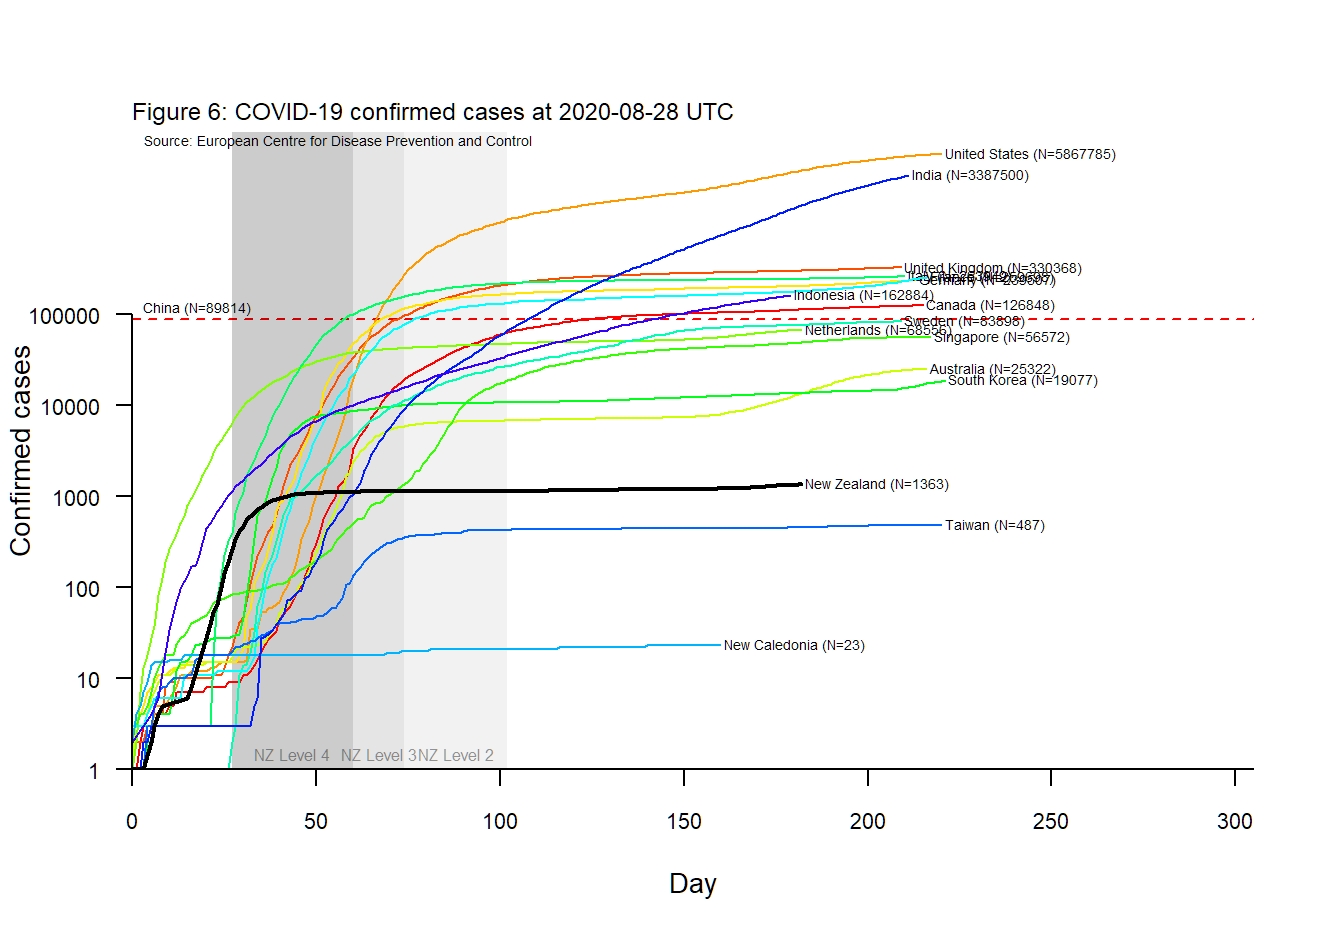 Figure 6: COVID-19 confirmed cases at 2020-08-28 UTC
Source: European Centre for Disease Prevention and Control
United States (N=5867785)
India (N=3387500)
United Kingdom (N=330368)
Germany
Indonesia (N=162884)
Canada (N=126848)
China (N=89814)
Sweden (N=83898)
Netherlands (N=68556)
Singapore (N=56572)
Australia (N=25322)
South Korea (N=19077)
New Zealand (N=1363)
Taiwan (N=487)
New Caledonia (N=23)
NZ Level 4 NZ Level 3 NZ Level 2
Confirmed cases
100000
10000
1000
100
10
1
0 50 100 150 200 250 300
Day